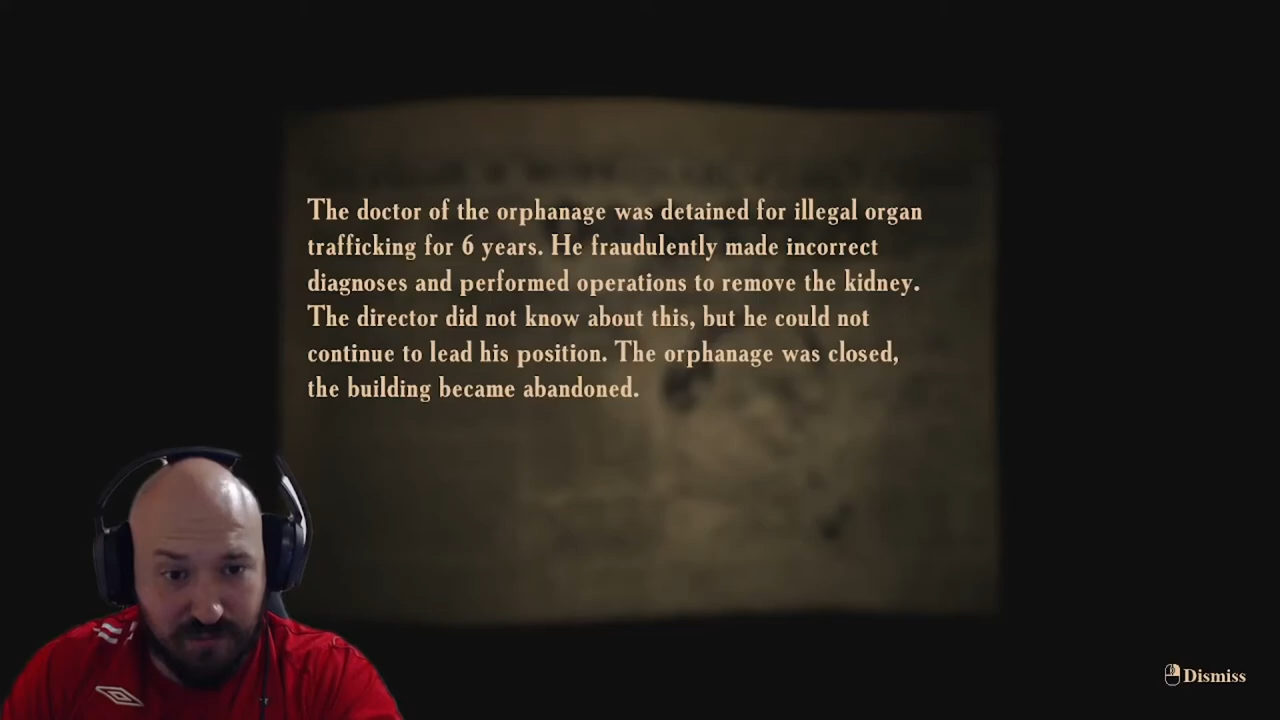 The doctor of the orphanage was detained for illegal organ
trafficking for 6 years. He fraudulently made incorrect
diagnoses and performed operations to remove the kidney.
The director did not know about this, but he could not
continue to lead his position. The orphanage was closed,
the building became abandoned.
Dismiss